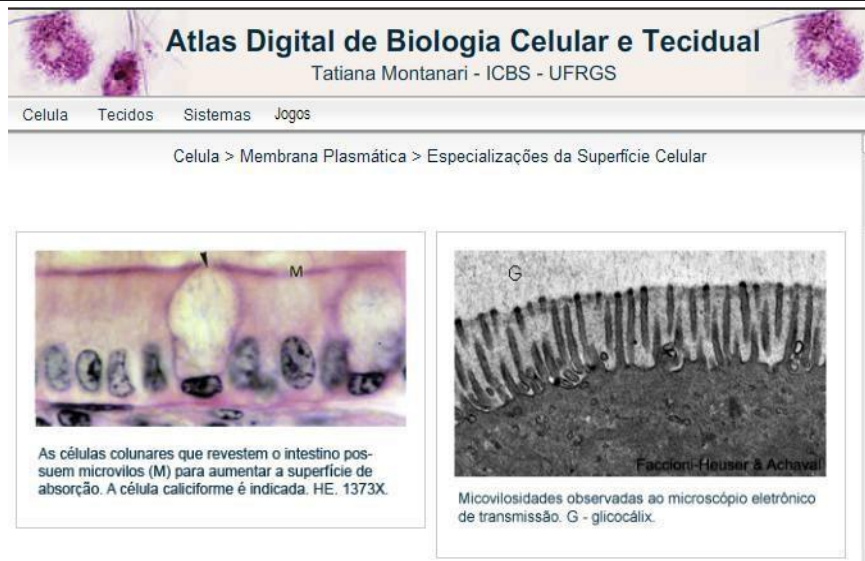 Atlas Digital de Biologia Celular e Tecidual
Tatiana Montanari - ICBS - UFRGS
Celula Tecidos Sistemas Jogos
Celula > Membrana Plasmática > Especializações da Superfície Celular
M
As células colunares que revestem o intestino pos-
suem microvilos (M) para aumentar a superfície de
absorção. A célula caliciforme é indicada. HE. 1373X.
G
Faccioni-Heuser & Achaval
Micovilosidades observadas ao microscópio eletrônico
de transmissão. G - glicocálix.